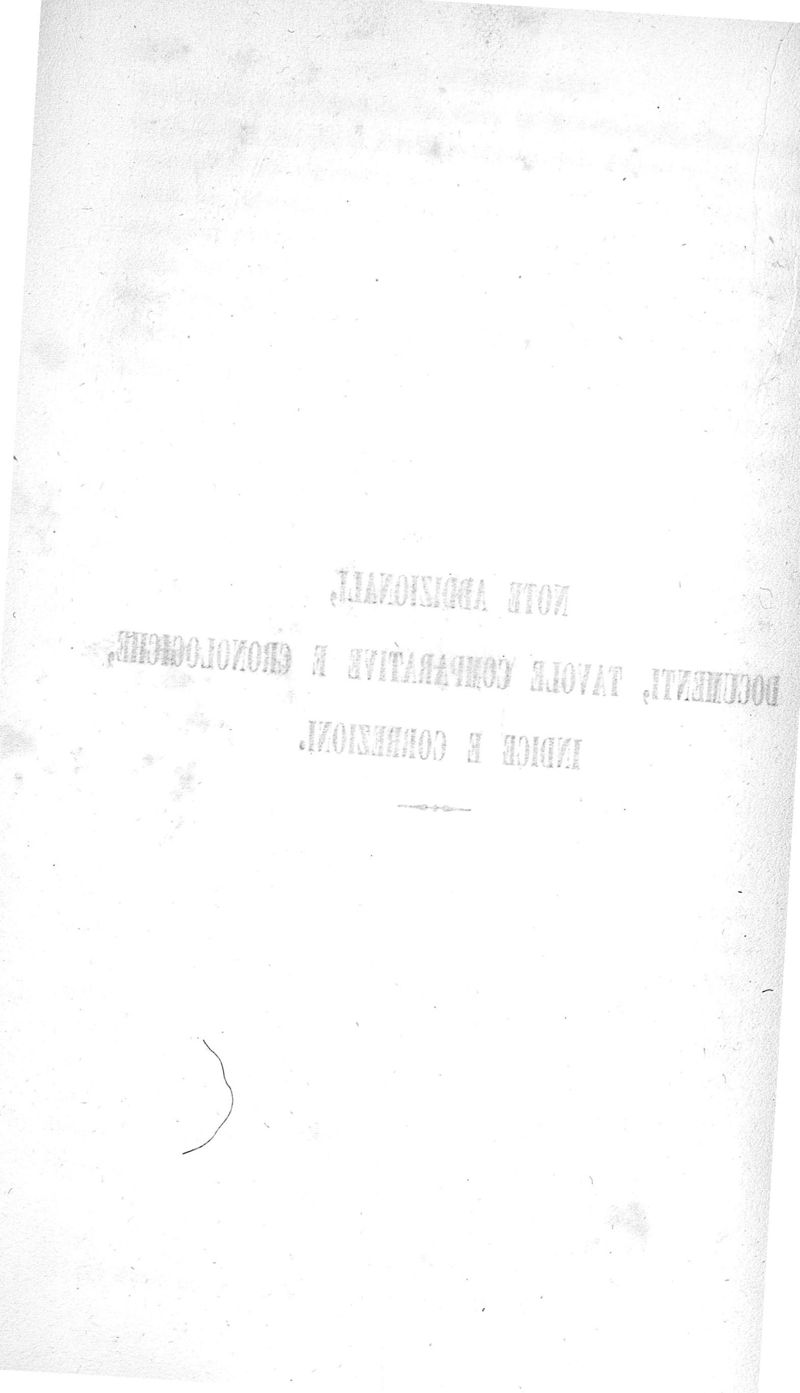 NOTE ADDIZIONALI,
DOCUMENTI, TAVOLE COMPARATIVE E CRONOLOGICHE,
INDICE E CORREZIONI.